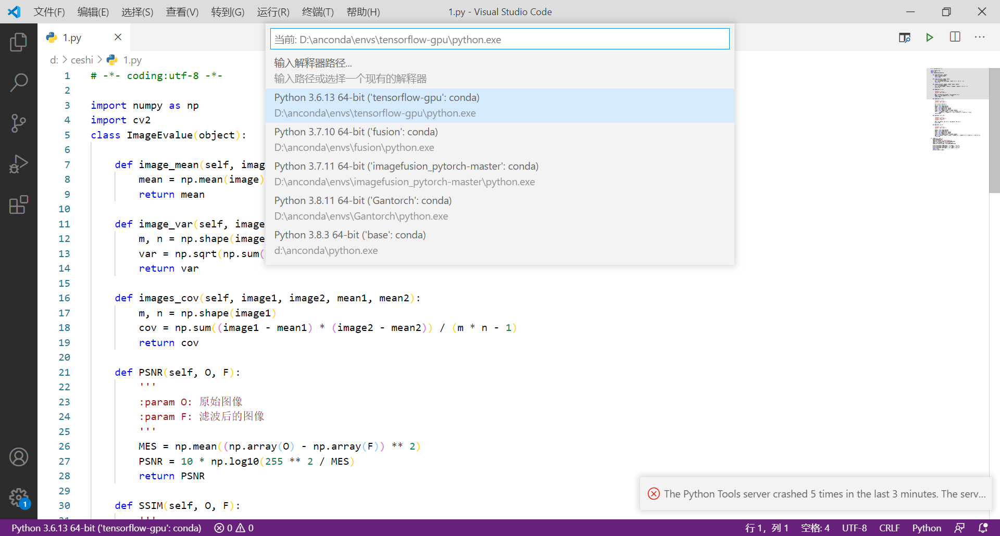 文件(F) 编辑(E) 选择(S) 查看(V) 转到(G) 运行(R) 终端(T) 帮助(H) 1.py - Visual Studio Code
1.py
d: > ceshi > 1.py
当前: D:\anconda\envs\tensorflow-gpu\python.exe
输入解释器路径...
输入路径或选择一个现有的解释器
Python 3.6.13 64-bit ('tensorflow-gpu': conda)
D:\anconda\envs\tensorflow-gpu\python.exe
Python 3.7.10 64-bit ('fusion': conda)
D:\anconda\envs\fusion\python.exe
Python 3.7.11 64-bit ('imagefusion_pytorch-master': conda)
D:\anconda\envs\imagefusion_pytorch-master\python.exe
Python 3.8.11 64-bit ('Gantorch': conda)
D:\anconda\envs\Gantorch\python.exe
Python 3.8.3 64-bit ('base': conda)
d:\anconda\python.exe
1 # -*- coding:utf-8 -*-
2
3 import numpy as np
4 import cv2
5 class ImageEvalue(object):
6
7 def image_mean(self, imag
8 mean = np.mean(image)
9 return mean
10
11 def image_var(self, image
12 m, n = np.shape(image
13 var = np.sqrt(np.sum(
14 return var
15
16 def images_cov(self, image1, image2, mean1, mean2):
17 m, n = np.shape(image1)
18 cov = np.sum((image1 - mean1) * (image2 - mean2)) / (m * n - 1)
19 return cov
20
21 def PSNR(self, O, F):
22 '''
23 :param O: 原始图像
24 :param F: 滤波后的图像
25 '''
26 MES = np.mean((np.array(O) - np.array(F)) ** 2)
27 PSNR = 10 * np.log10(255 ** 2 / MES)
28 return PSNR
29
30 def SSIM(self, O, F):
31 '''
The Python Tools server crashed 5 times in the last 3 minutes. The serv...
1
Python 3.6.13 64-bit ('tensorflow-gpu': conda) 0 0 行 1，列 1 空格: 4 UTF-8 CRLF Python